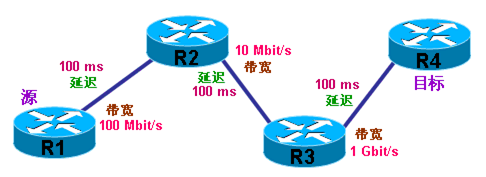 源
R1
100 ms
延迟
带宽
100 Mbit/s
R2
延迟
100 ms
10 Mbit/s
带宽
R3
100 ms
延迟
带宽
1 Gbit/s
R4
目标